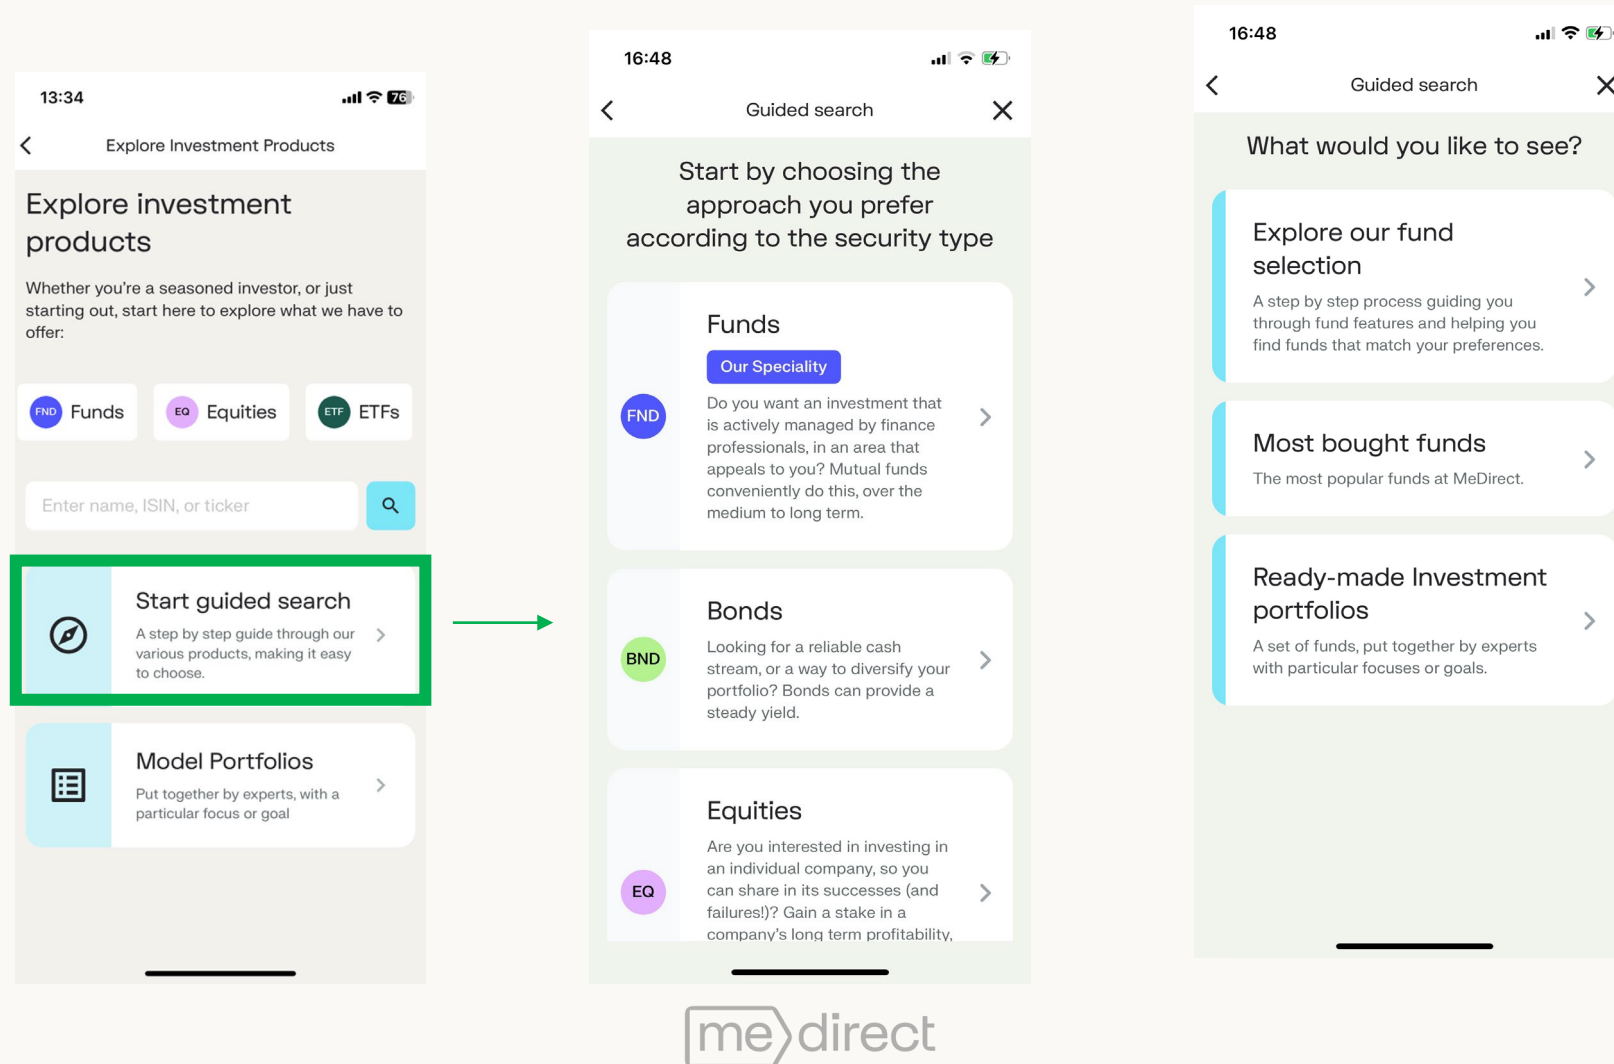 13:34
76
Explore Investment Products
Explore investment
products
Whether you're a seasoned investor, or just
starting out, start here to explore what we have to
offer:
FND Funds
EQ Equities
ETF ETFs
Enter name, ISIN, or ticker
Start guided search
A step by step guide through our
various products, making it easy
to choose.
Model Portfolios
Put together by experts, with a
particular focus or goal
16:48
Guided search
Start by choosing the
approach you prefer
according to the security type
Funds
Our Speciality
FND
Do you want an investment that
is actively managed by finance
professionals, in an area that
appeals to you? Mutual funds
conveniently do this, over the
medium to long term.
Bonds
BND
Looking for a reliable cash
stream, or a way to diversify your
portfolio? Bonds can provide a
steady yield.
Equities
EQ
Are you interested in investing in
an individual company, so you
can share in its successes (and
failures!)? Gain a stake in a
company's long term profitability,
16:48
Guided search
What would you like to see?
Explore our fund
selection
A step by step process guiding you
through fund features and helping you
find funds that match your preferences.
Most bought funds
The most popular funds at MeDirect.
Ready-made Investment
portfolios
A set of funds, put together by experts
with particular focuses or goals.
me direct